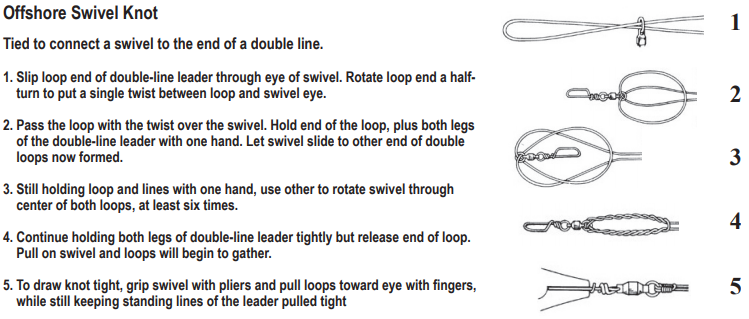 Offshore Swivel Knot
Tied to connect a swivel to the end of a double line.
1. Slip loop end of double-line leader through eye of swivel. Rotate loop end a half-
turn to put a single twist between loop and swivel eye.
2. Pass the loop with the twist over the swivel. Hold end of the loop, plus both legs
of the double-line leader with one hand. Let swivel slide to other end of double
loops now formed.
3. Still holding loop and lines with one hand, use other to rotate swivel through
center of both loops, at least six times.
4. Continue holding both legs of double-line leader tightly but release end of loop.
Pull on swivel and loops will begin to gather.
5. To draw knot tight, grip swivel with pliers and pull loops toward eye with fingers,
while still keeping standing lines of the leader pulled tight
1
2
3
4
5